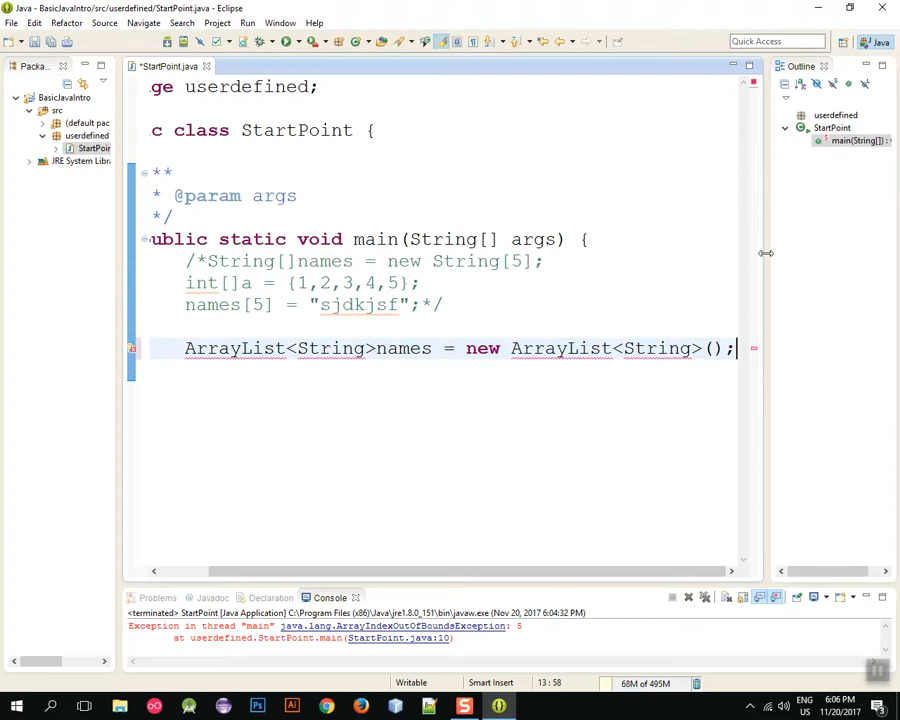 Java - BasicJavaIntro/src/userdefined/StartPoint.java - Eclipse
File Edit Refactor Source Navigate Search Project Run Window Help
Quick Access
Java
Packa...
*StartPoint.java
Outline
BasicJavaIntro
src
(default pac
userdefined
StartPoir
JRE System Libra
ge userdefined;
c class StartPoint {
**
* @param args
*/
ublic static void main(String[] args) {
/*String[]names = new String[5];
int[]a = {1,2,3,4,5};
names[5] = "sjdkjsf";*/
ArrayList<String>names = new ArrayList<String>();
userdefined
StartPoint
main(String[]) : v
Problems Javadoc Declaration Console
<terminated> StartPoint [Java Application] C:\Program Files\Java\jre1.8.0_151\bin\javaw.exe (Nov 20, 2017 6:04:32 PM)
Exception in thread "main" java.lang.ArrayIndexOutOfBoundsException: 5
at userdefined.StartPoint.main(StartPoint.java:10)
Writable Smart Insert 13 : 58 68M of 495M
ENG 6:06 PM
US 11/20/2017